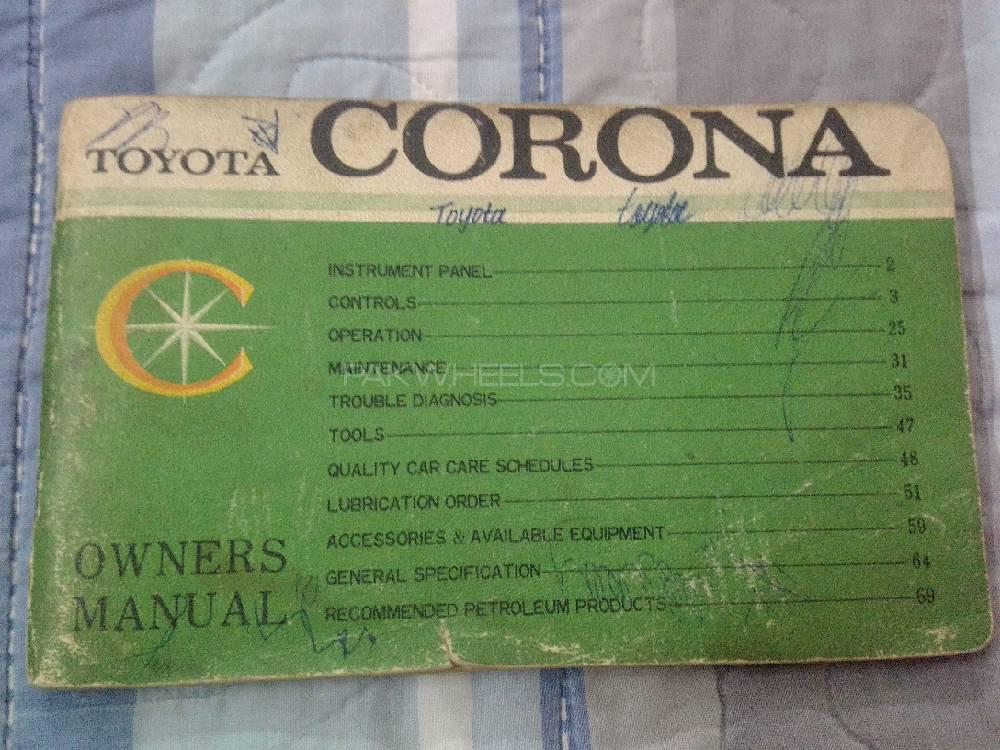 TOYOTA CORONA
Toyota toyota
C
INSTRUMENT PANEL 2
CONTROLS 3
OPERATION 25
MAINTENANCE 31
PAKWHEELS.COM
TROUBLE DIAGNOSIS 35
TOOLS 47
QUALITY CAR CARE SCHEDULES 48
LUBRICATION ORDER 51
ACCESSORIES & AVAILABLE EQUIPMENT 59
GENERAL SPECIFICATION 64
RECOMMENDED PETROLEUM PRODUCTS 69
OWNERS
MANUAL